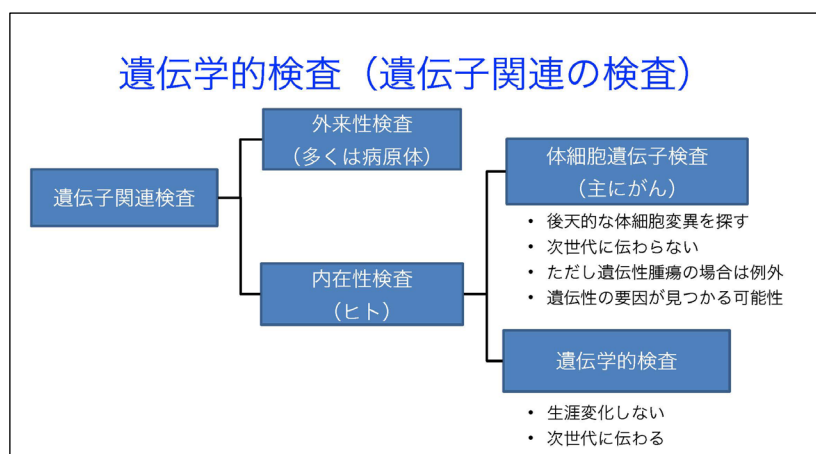 遺伝学的検査（遺伝子関連の検査）
外来性検査
（多くは病原体）
遺伝子関連検査
内在性検査
（ヒト）
体細胞遺伝子検査
（主にがん）
• 後天的な体細胞変異を探す
• 次世代に伝わらない
• ただし遺伝性腫瘍の場合は例外
• 遺伝性の要因が見つかる可能性
遺伝学的検査
• 生涯変化しない
• 次世代に伝わる